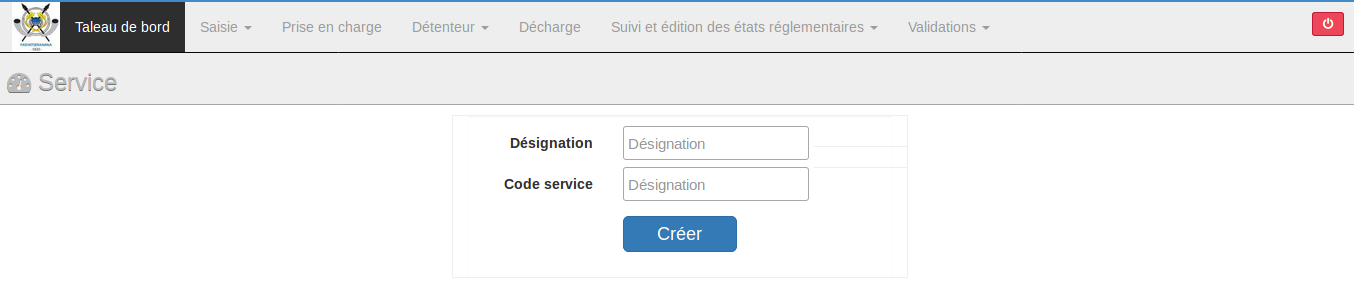 Taleau de bord Saisie Prise en charge Détenteur Décharge Suivi et édition des états réglementaires Validations
Service
Désignation Désignation
Code service Désignation
Créer